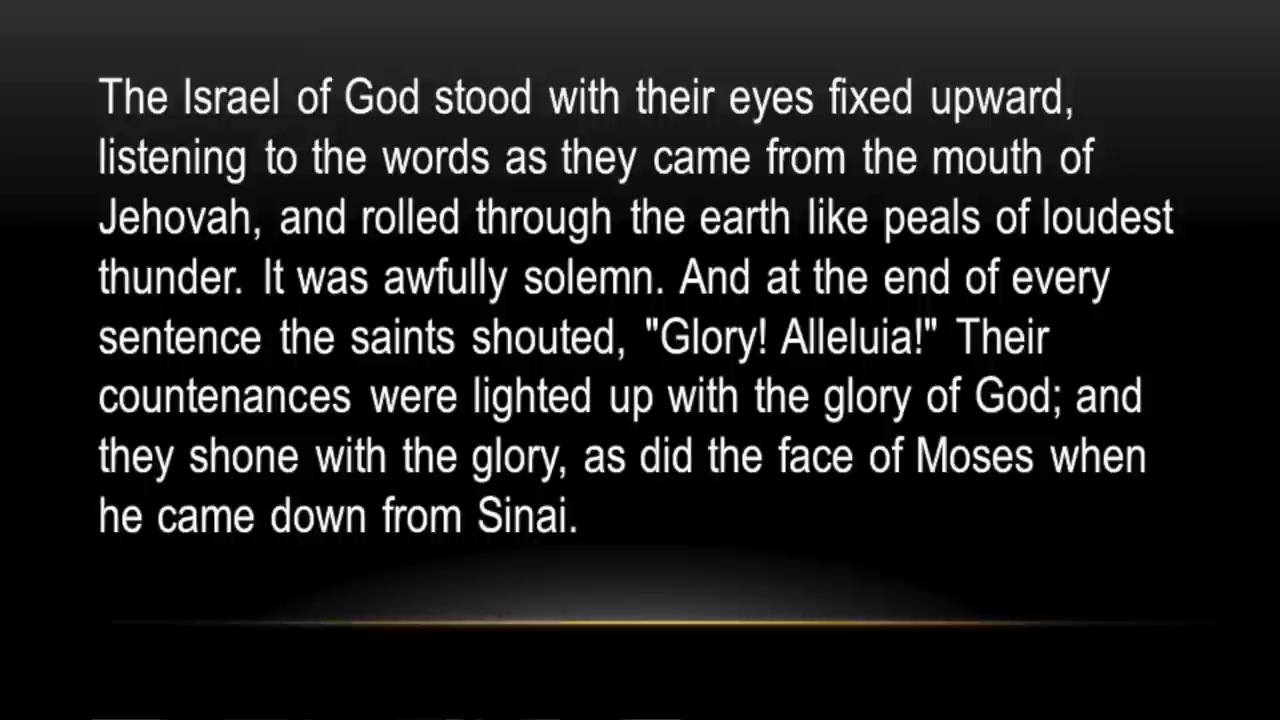 The Israel of God stood with their eyes fixed upward,
listening to the words as they came from the mouth of
Jehovah, and rolled through the earth like peals of loudest
thunder. It was awfully solemn. And at the end of every
sentence the saints shouted, "Glory! Alleluia!" Their
countenances were lighted up with the glory of God; and
they shone with the glory, as did the face of Moses when
he came down from Sinai.